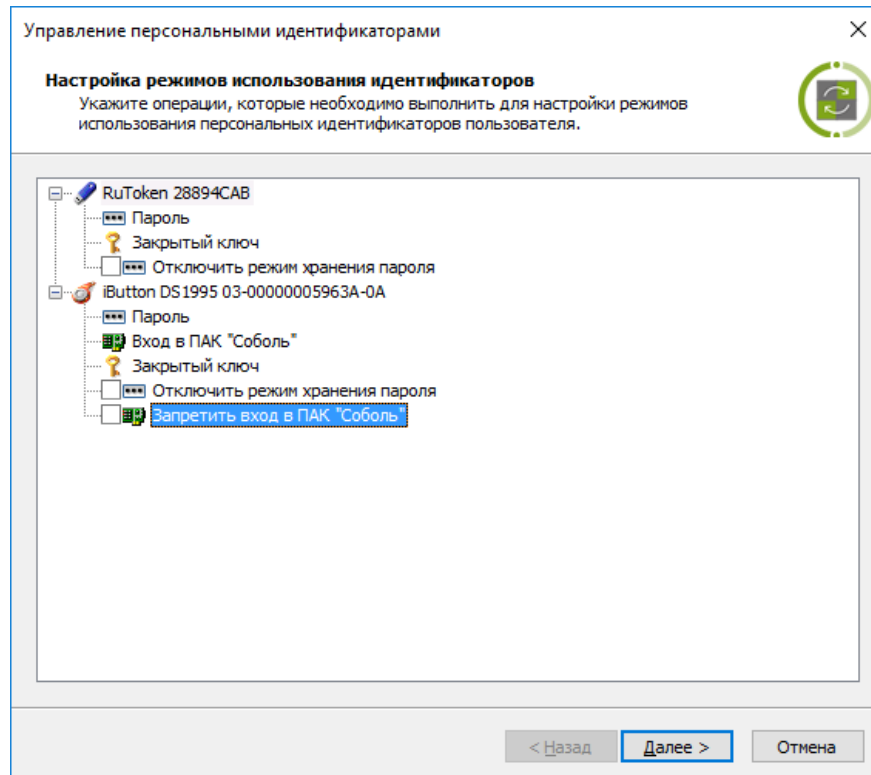 Управление персональными идентификаторами
Настройка режимов использования идентификаторов
Укажите операции, которые необходимо выполнить для настройки режимов
использования персональных идентификаторов пользователя.
RuToken 28894CAB
Пароль
Закрытый ключ
Отключить режим хранения пароля
iButton DS1995 03-00000005963A-0A
Пароль
Вход в ПАК "Соболь"
Закрытый ключ
Отключить режим хранения пароля
Запретить вход в ПАК "Соболь"
< Назад
Далее >
Отмена